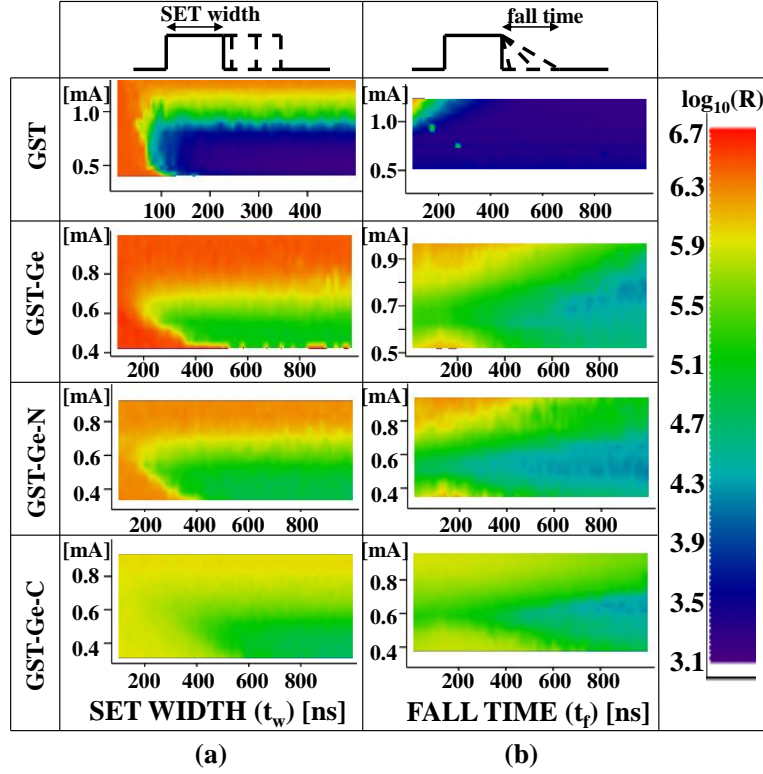 SET width
fall time
GST
[mA]
1.0
0.5
100 200 300 400
[mA]
1.0
0.5
200 400 600 800
log10(R)
6.7
6.3
5.9
5.5
5.1
4.7
4.3
3.9
3.5
3.1
GST-Ge
[mA]
0.8
0.6
0.4
200 400 600 800
[mA]
0.9
0.7
0.5
200 400 600 800
GST-Ge-N
[mA]
0.8
0.6
0.4
200 400 600 800
[mA]
0.8
0.6
0.4
200 400 600 800
GST-Ge-C
[mA]
0.8
0.6
0.4
200 400 600 800
[mA]
0.8
0.6
0.4
200 400 600 800
SET WIDTH (tw) [ns]
FALL TIME (tf) [ns]
(a)
(b)